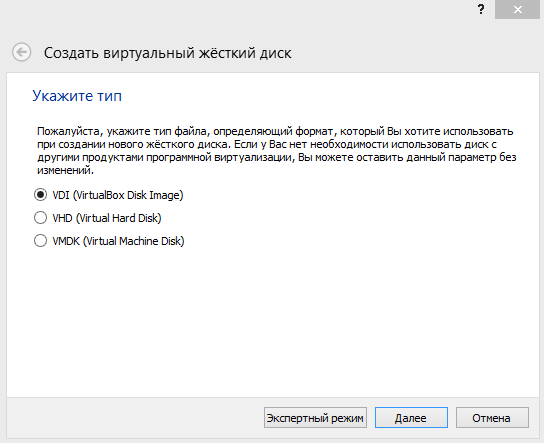 ?
Создать виртуальный жёсткий диск
Укажите тип
Пожалуйста, укажите тип файла, определяющий формат, который Вы хотите использовать
при создании нового жёсткого диска. Если у Вас нет необходимости использовать диск с
другими продуктами программной виртуализации, Вы можете оставить данный параметр без
изменений.
VDI (VirtualBox Disk Image)
VHD (Virtual Hard Disk)
VMDK (Virtual Machine Disk)
Экспертный режим Далее Отмена